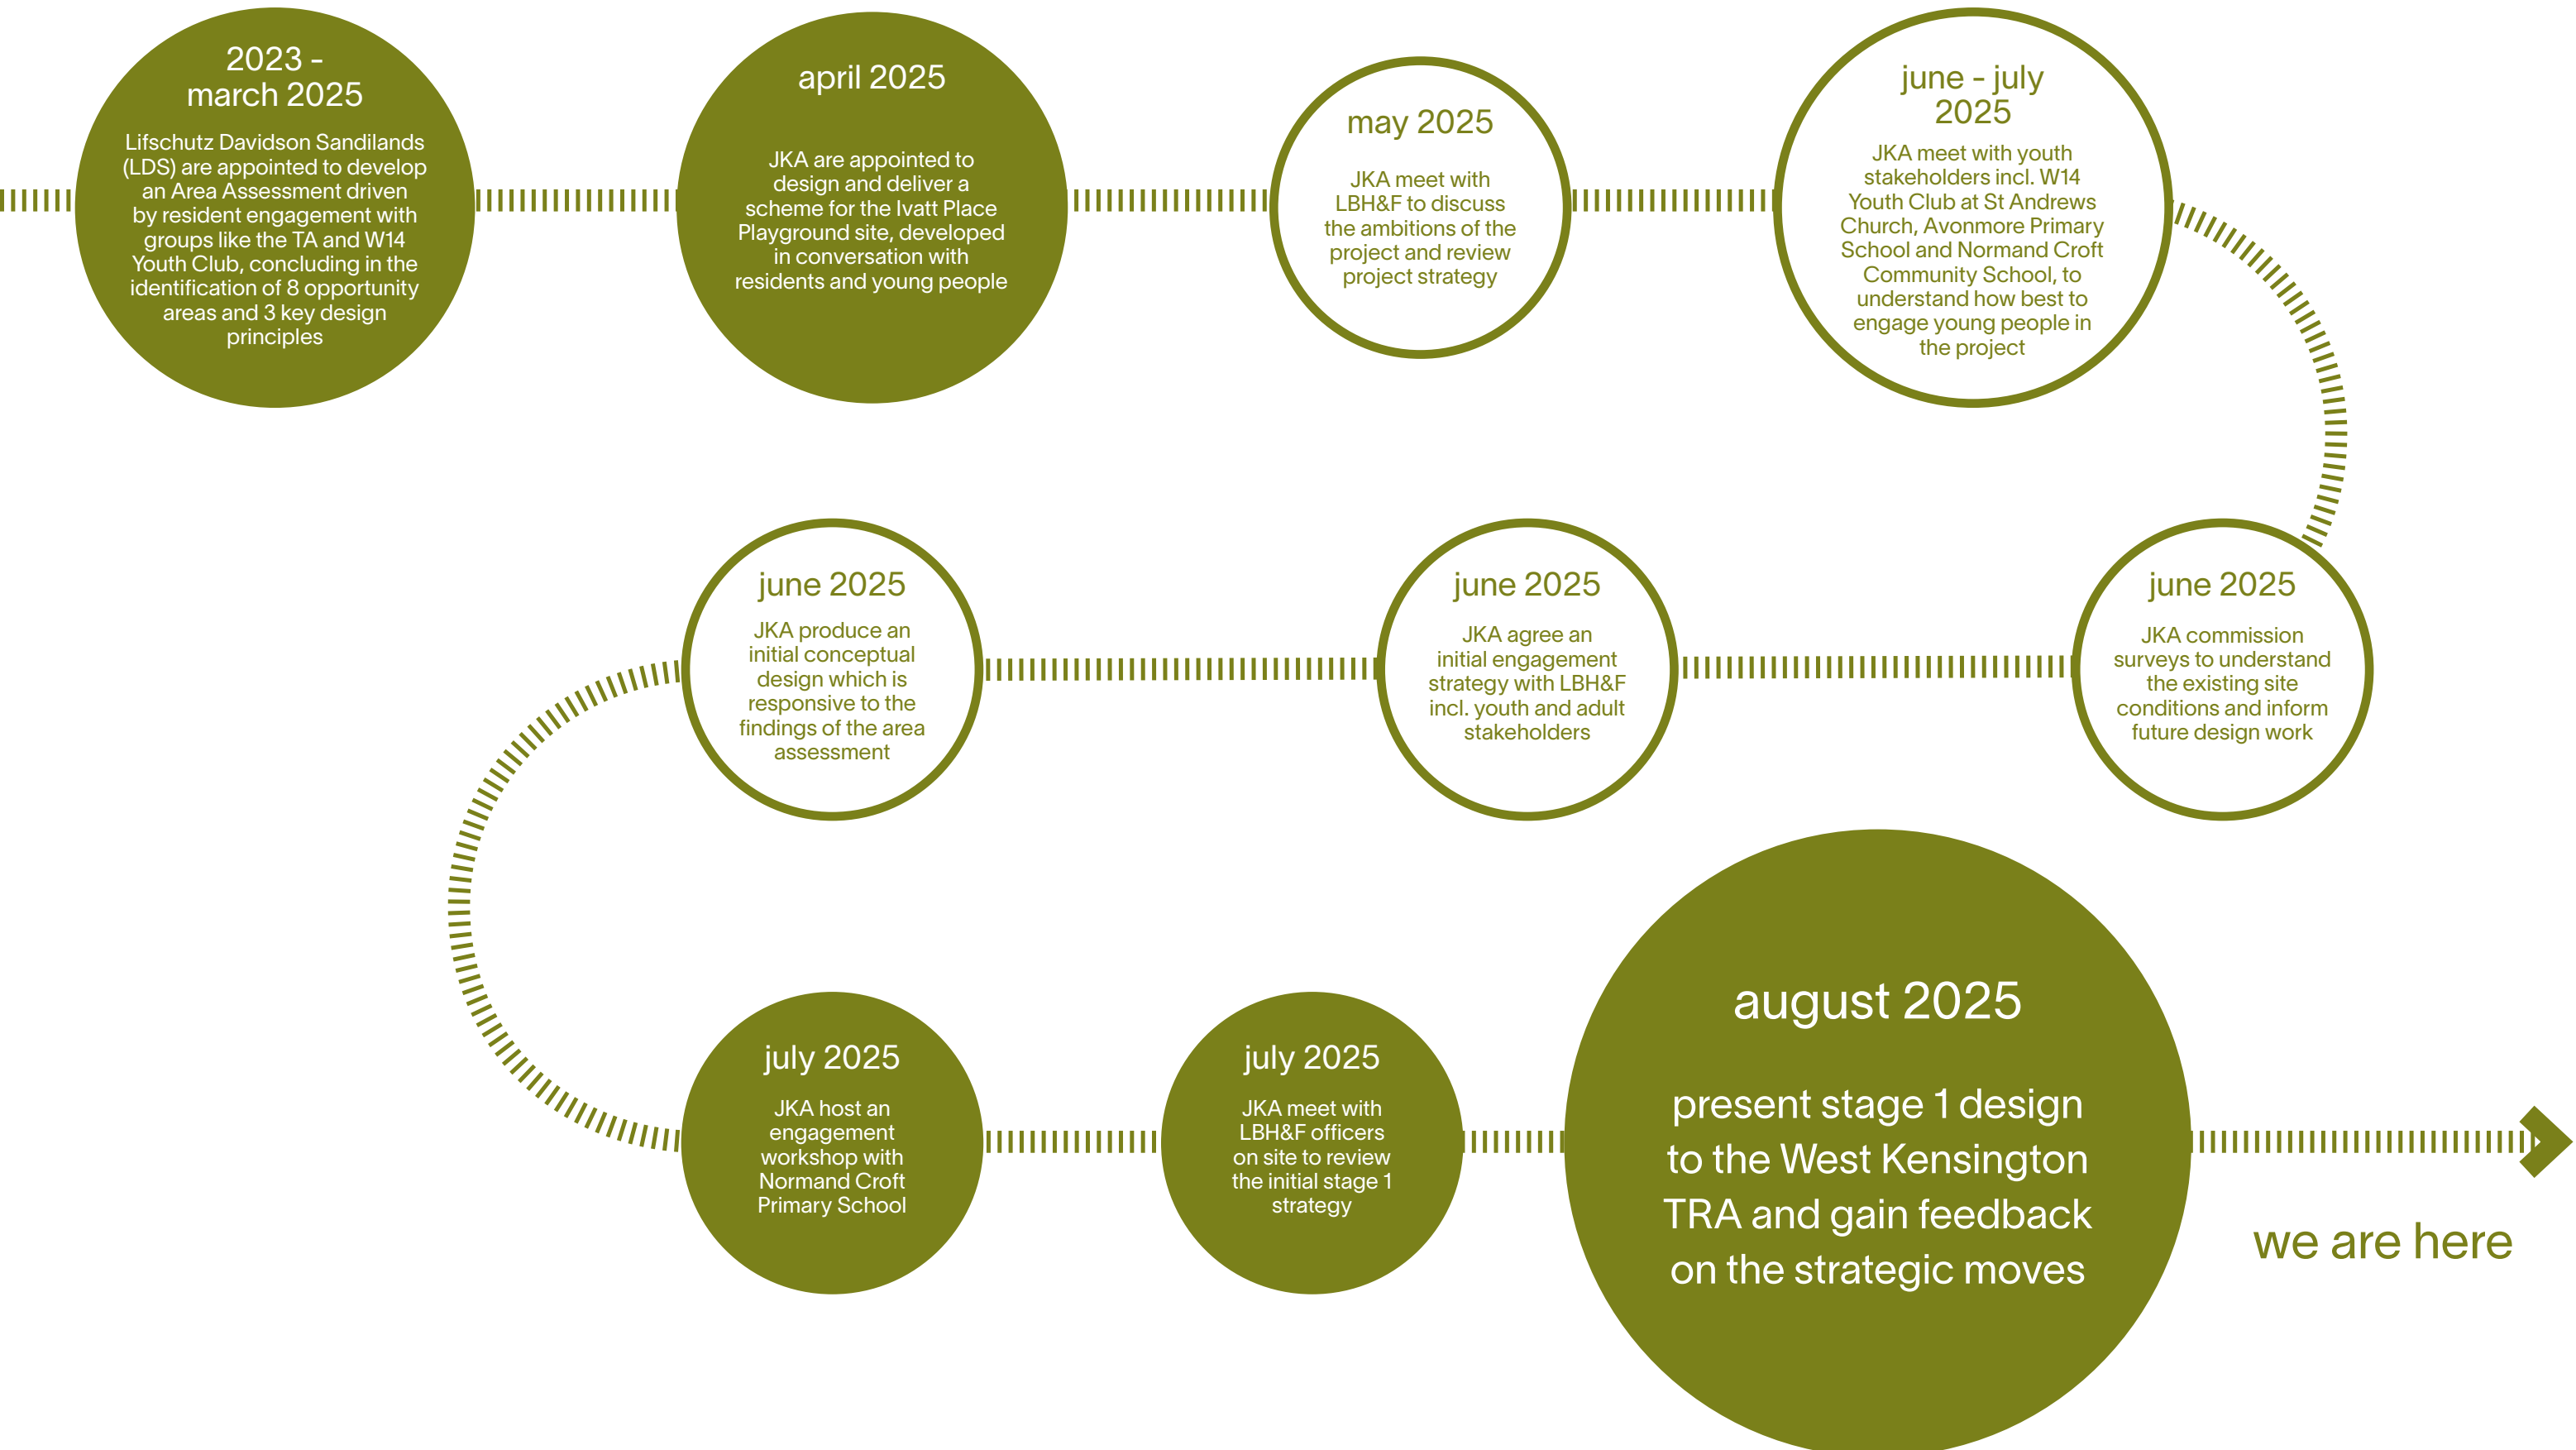 2023 -
march 2025
Lifschutz Davidson Sandilands
(LDS) are appointed to develop
an Area Assessment driven
by resident engagement with
groups like the TA and W14
Youth Club, concluding in the
identification of 8 opportunity
areas and 3 key design
principles
april 2025
JKA are appointed to
design and deliver a
scheme for the Ivatt Place
Playground site, developed
in conversation with
residents and young people
may 2025
JKA meet with
LBH&F to discuss
the ambitions of the
project and review
project strategy
june - july
2025
JKA meet with youth
stakeholders incl. W14
Youth Club at St Andrews
Church, Avonmore Primary
School and Normand Croft
Community School, to
understand how best to
engage young people in
the project
june 2025
JKA commission
surveys to understand
the existing site
conditions and inform
future design work
june 2025
JKA agree an
initial engagement
strategy with LBH&F
incl. youth and adult
stakeholders
june 2025
JKA produce an
initial conceptual
design which is
responsive to the
findings of the area
assessment
july 2025
JKA host an
engagement
workshop with
Normand Croft
Primary School
july 2025
JKA meet with
LBH&F officers
on site to review
the initial stage 1
strategy
august 2025
present stage 1 design
to the West Kensington
TRA and gain feedback
on the strategic moves
we are here